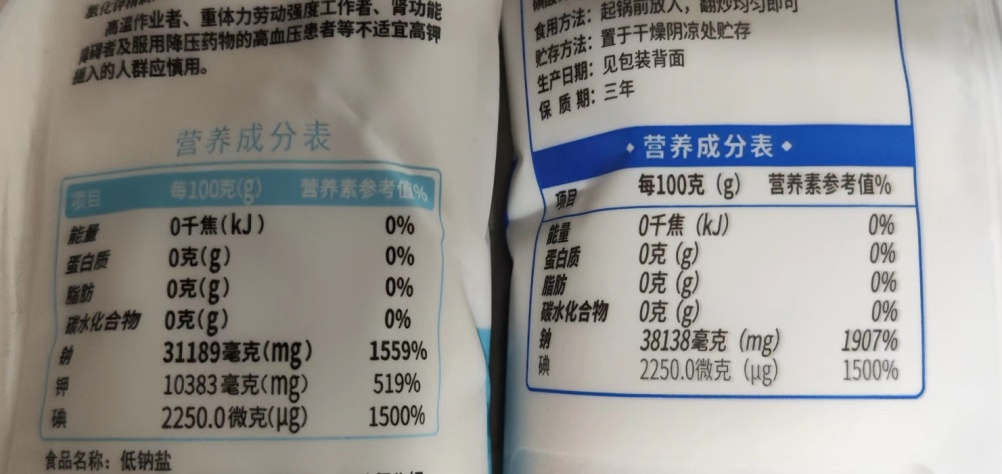 高温作业者、重体力劳动强度工作者、肾功能
障碍者及服用降压药物的高血压患者等不适宜高钾
摄入的人群应慎用。
营养成分表
项目 每100克(g) 营养素参考值%
能量 0千焦(kJ) 0%
蛋白质 0克(g) 0%
脂肪 0克(g) 0%
碳水化合物 0克(g) 0%
钠 31189毫克(mg) 1559%
钾 10383毫克(mg) 519%
碘 2250.0微克(μg) 1500%
食品名称：低钠盐
食用方法：起锅前放入，翻炒均匀即可
贮存方法：置于干燥阴凉处贮存
生产日期：见包装背面
保质期：三年
营养成分表
项目 每100克 (g) 营养素参考值%
能量 0千焦 (kJ) 0%
蛋白质 0克 (g) 0%
脂肪 0克 (g) 0%
碳水化合物 0克 (g) 0%
钠 38138毫克 (mg) 1907%
碘 2250.0微克 (μg) 1500%